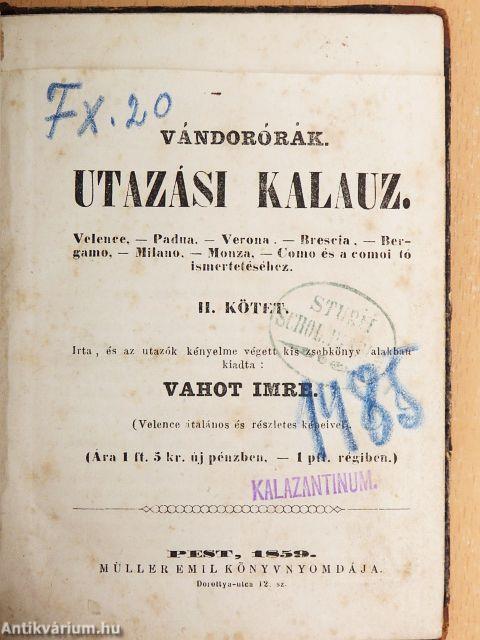 Fx. 20
VÁNDORÓRÁK.
UTAZÁSI KALAUZ.
Velence, — Padua, — Verona, — Brescia, — Ber-
gamo, — Milano, — Monza, — Como és a comoi tó
ismertetéséhez.
II. KÖTET.
STUDII
SCHOL. P
Irta, és az utazók kényelme végett kis zsebkönyv alakban
kiadta:
VAHOT IMRE.
1985
(Velence átalános és részletes képeivel.)
(Ára 1 ft. 5 kr. új pénzben, — 1 pft. régiben.)
KALAZANTINUM.
PEST, 1859.
MÜLLER EMIL KÖNYVNYOMDÁJA.
Dorottya-utca 12. sz.
Antikvárium.hu